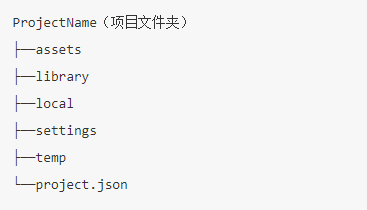 ProjectName（项目文件夹）
├──assets
├──library
├──local
├──settings
├──temp
└──project.json